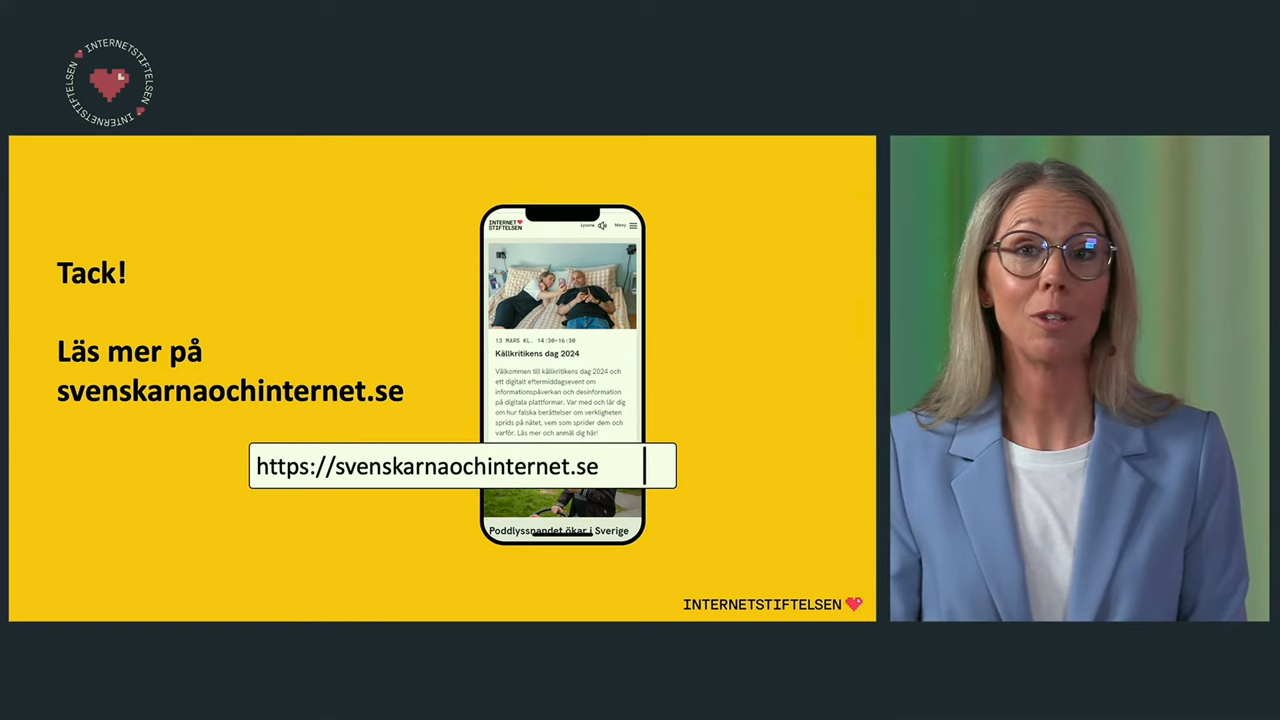 INTERNETSTIFTELSEN
INTERNETSTIFTELSEN
Tack!
Läs mer på
svenskarnaochinternet.se
INTERNET
STIFTELSEN
Lyssna
Meny
13 MARS KL. 14:30–16:30
Källkritikens dag 2024
Välkommen till källkritikens dag 2024 och
ett digitalt eftermiddagsevent om
informationspåverkan och desinformation
på digitala plattformar. Var med och lär dig
om hur falska berättelser om verkligheten
sprids på nätet, vem som sprider dem och
varför. Läs mer och anmäl dig här!
https://svenskarnaochinternet.se
Poddlyssnandet ökar i Sverige
INTERNETSTIFTELSEN